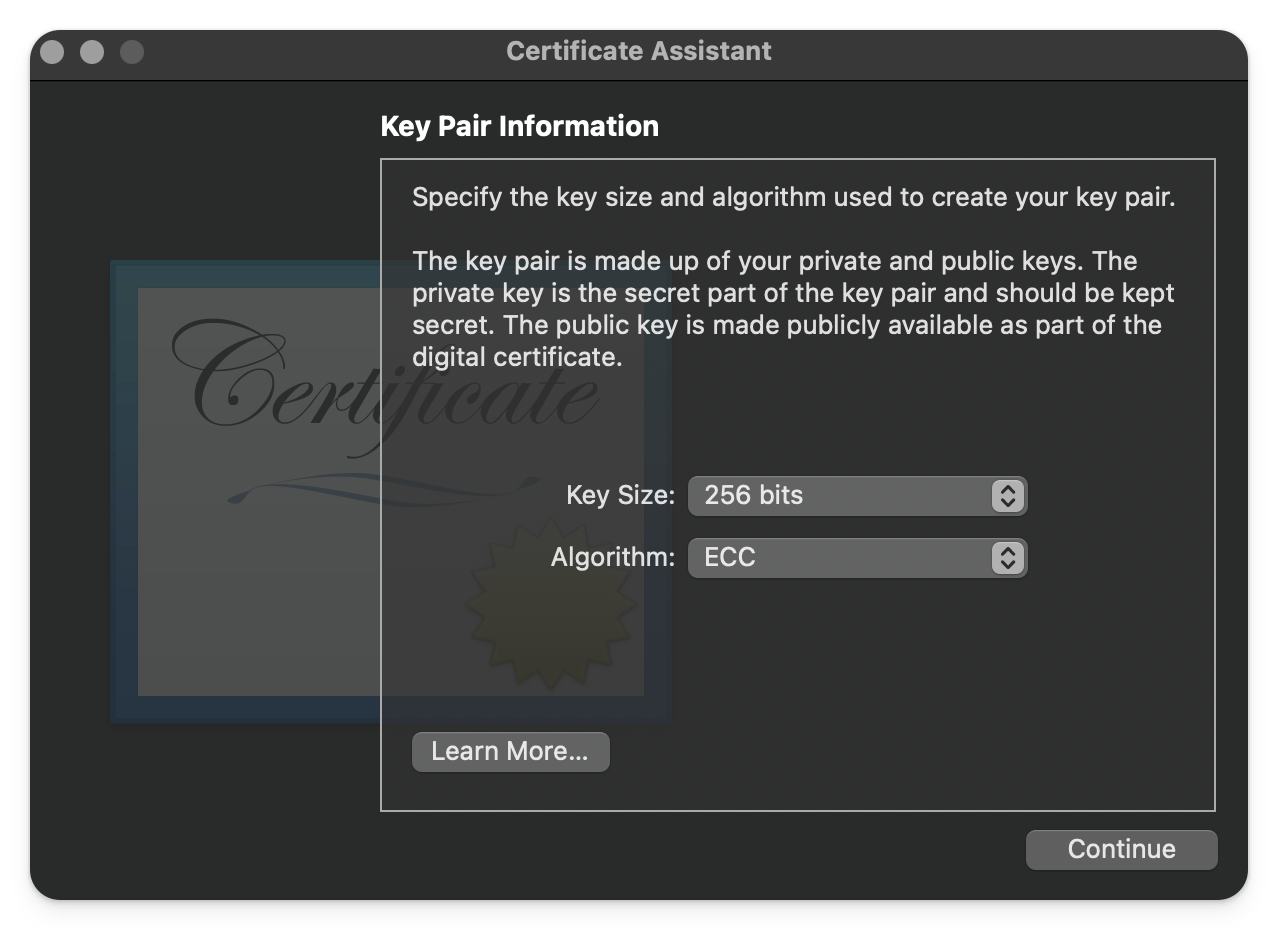 Certificate Assistant
Key Pair Information
Specify the key size and algorithm used to create your key pair.
The key pair is made up of your private and public keys. The
private key is the secret part of the key pair and should be kept
secret. The public key is made publicly available as part of the
digital certificate.
Certificate
Key Size: 256 bits
Algorithm: ECC
Learn More...
Continue